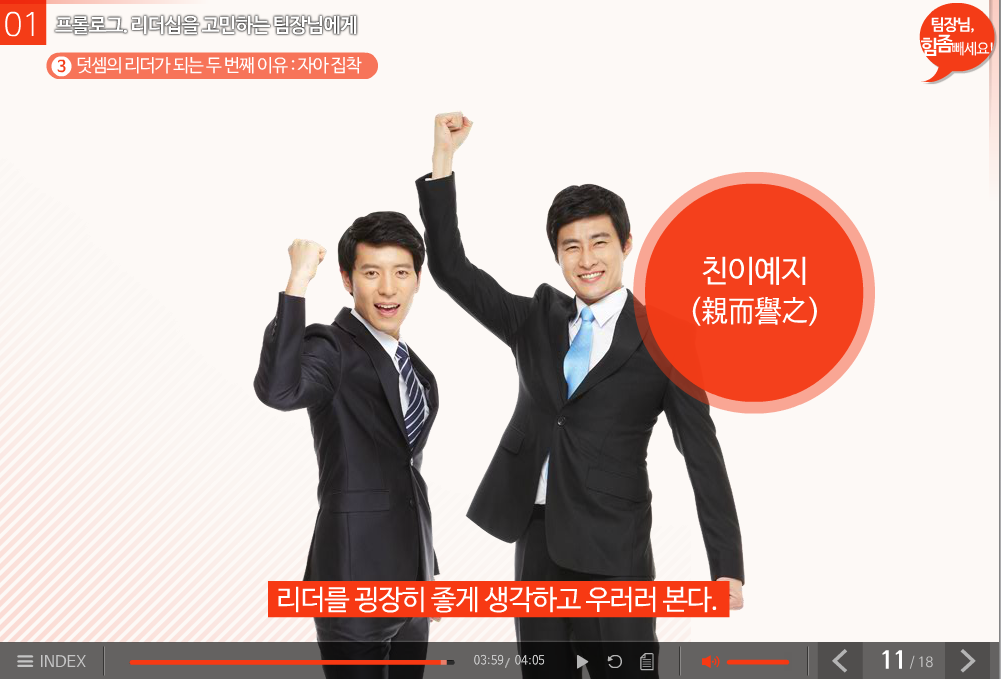 01
프롤로그. 리더십을 고민하는 팀장님에게
팀장님,
힘좀빼세요!
3 덧셈의 리더가 되는 두 번째 이유 : 자아 집착
친이예지
(親而譽之)
리더를 굉장히 좋게 생각하고 우러러 본다.
INDEX
03:59/ 04:05
11 / 18